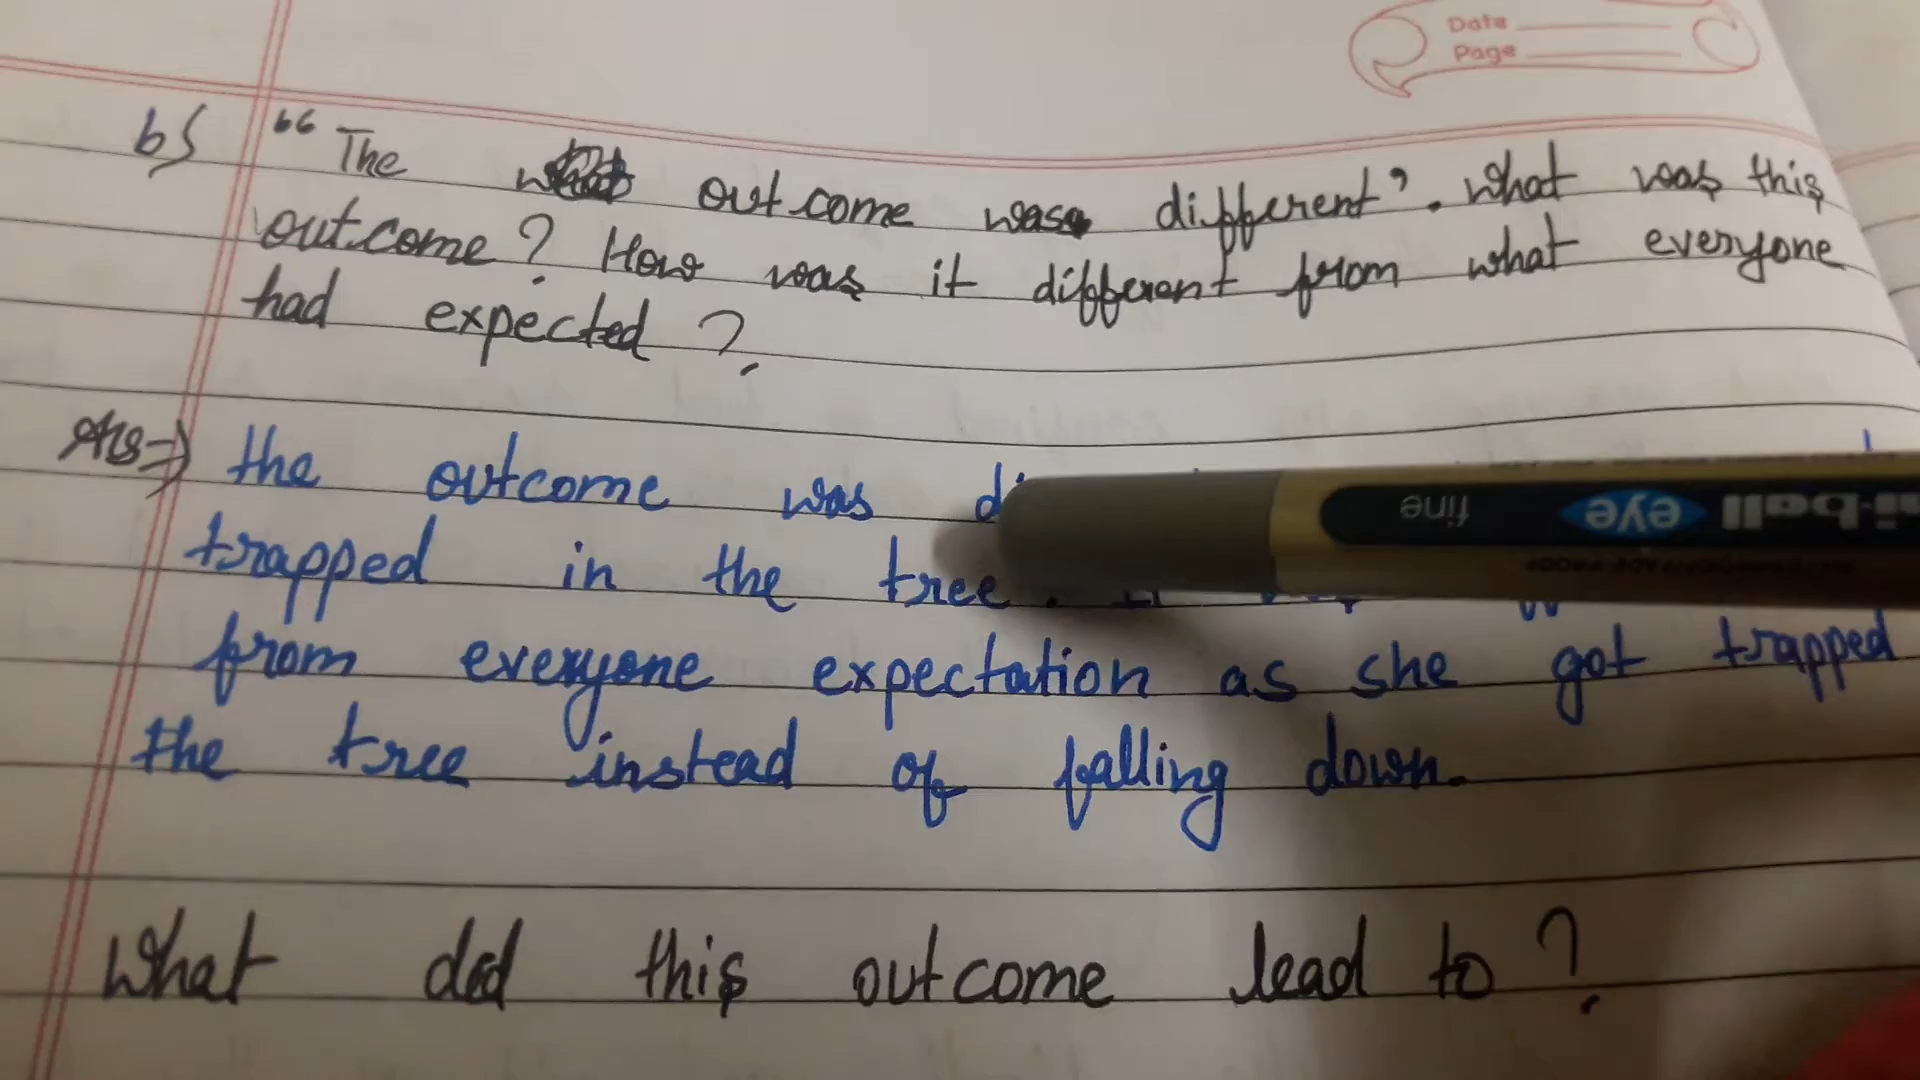 Date
Page
b) "The outcome was different". What was this
outcome? How was it different from what everyone
had expected?
Ans⇒ the outcome was
trapped in the tree.
from everyone expectation as she got trapped
the tree instead of falling down.
What did this outcome lead to?
uni-ball eye fine